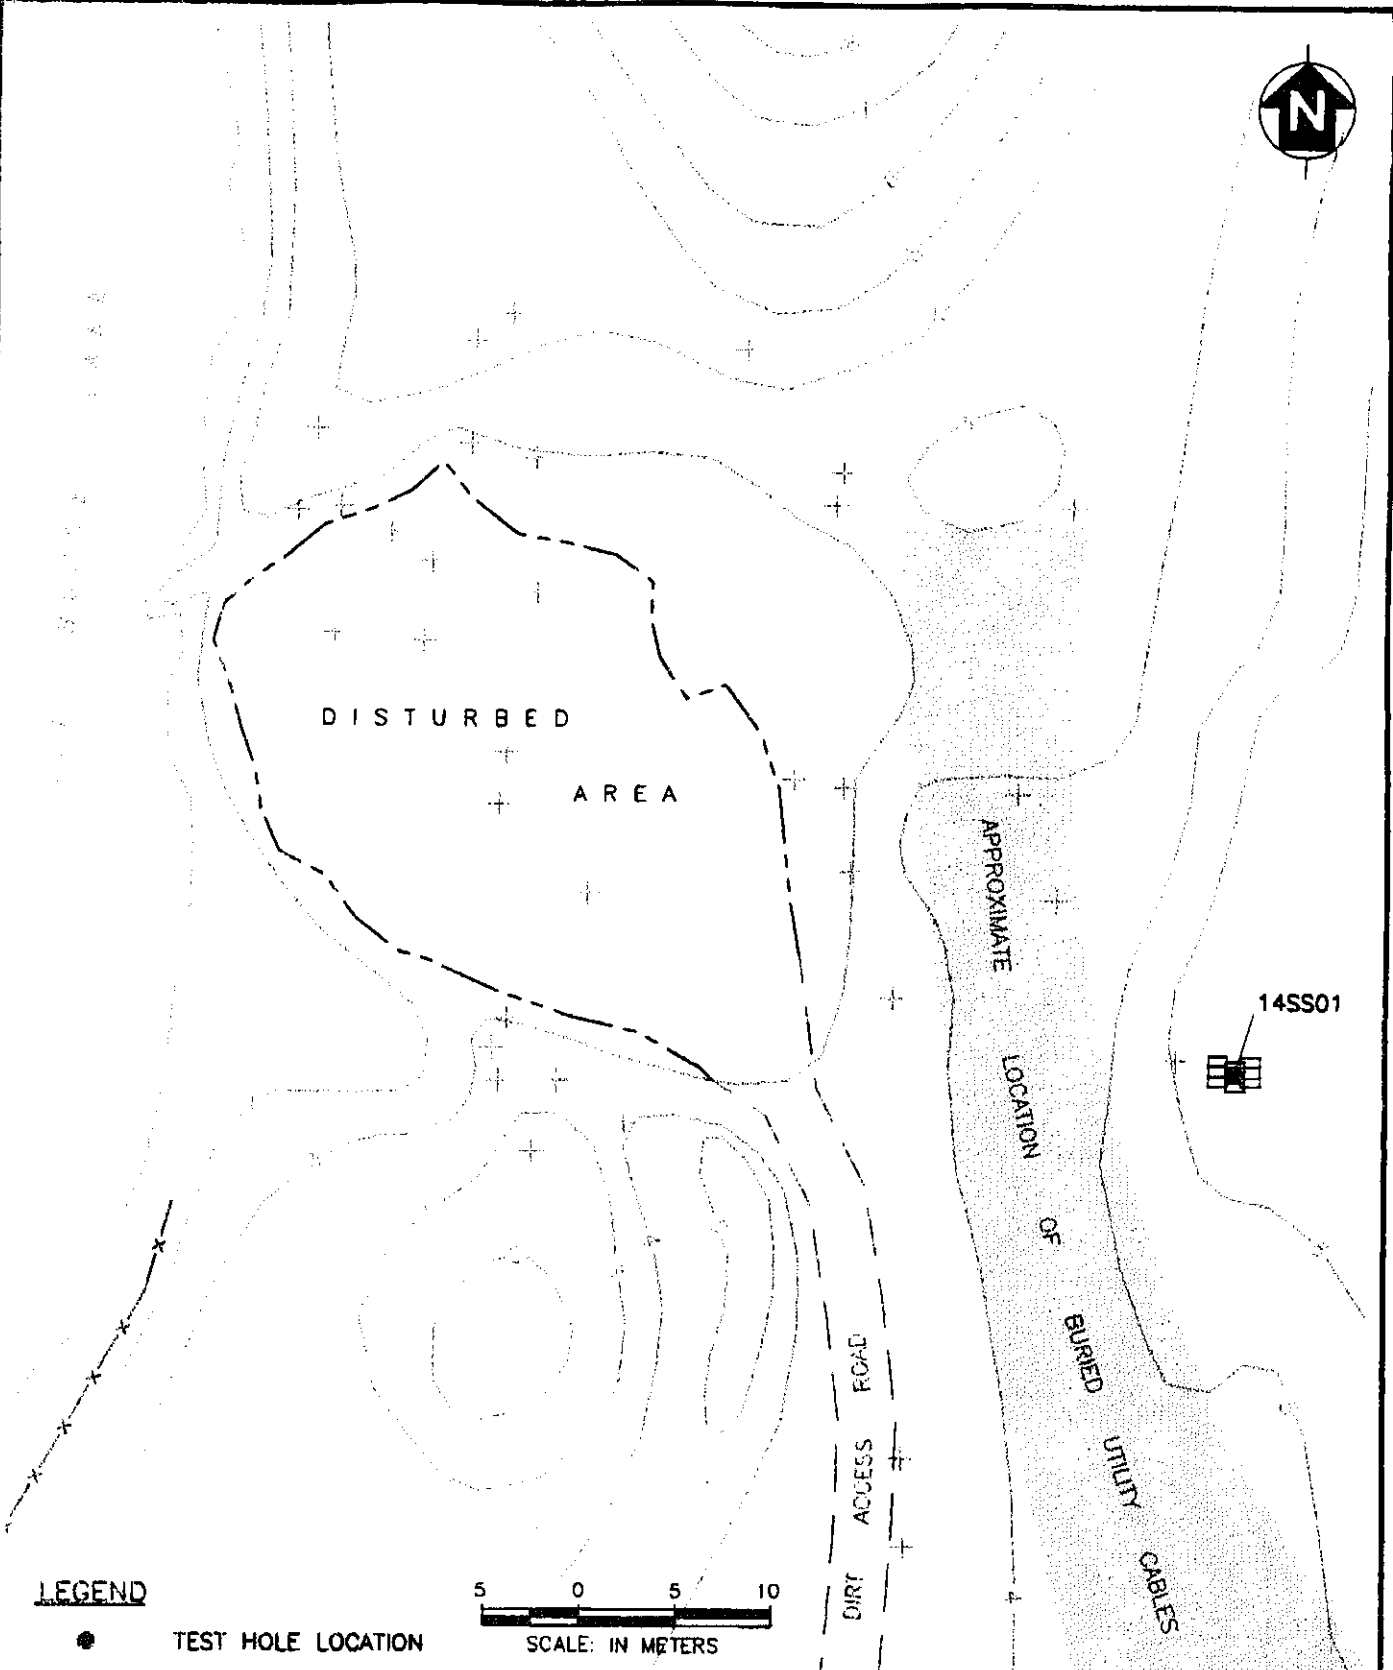 N
DISTURBED
AREA
APPROXIMATE LOCATION OF BURIED UTILITY CABLES
14SS01
DIRT ACCESS ROAD
LEGEND
TEST HOLE LOCATION
5 0 5 10
SCALE: IN METERS